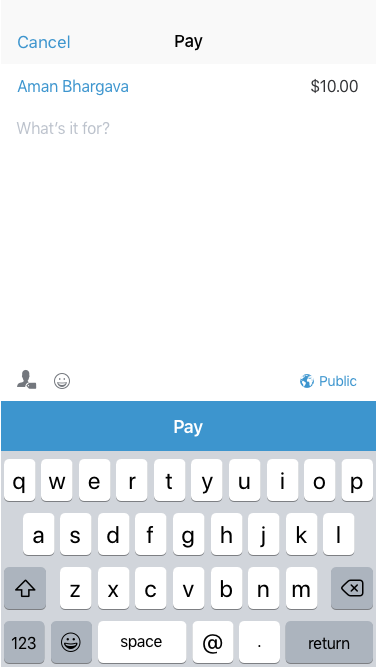 Cancel Pay
Aman Bhargava $10.00
What's it for?
Public
Pay
q w e r t y u i o p
a s d f g h j k l
z x c v b n m
123 space @ . return